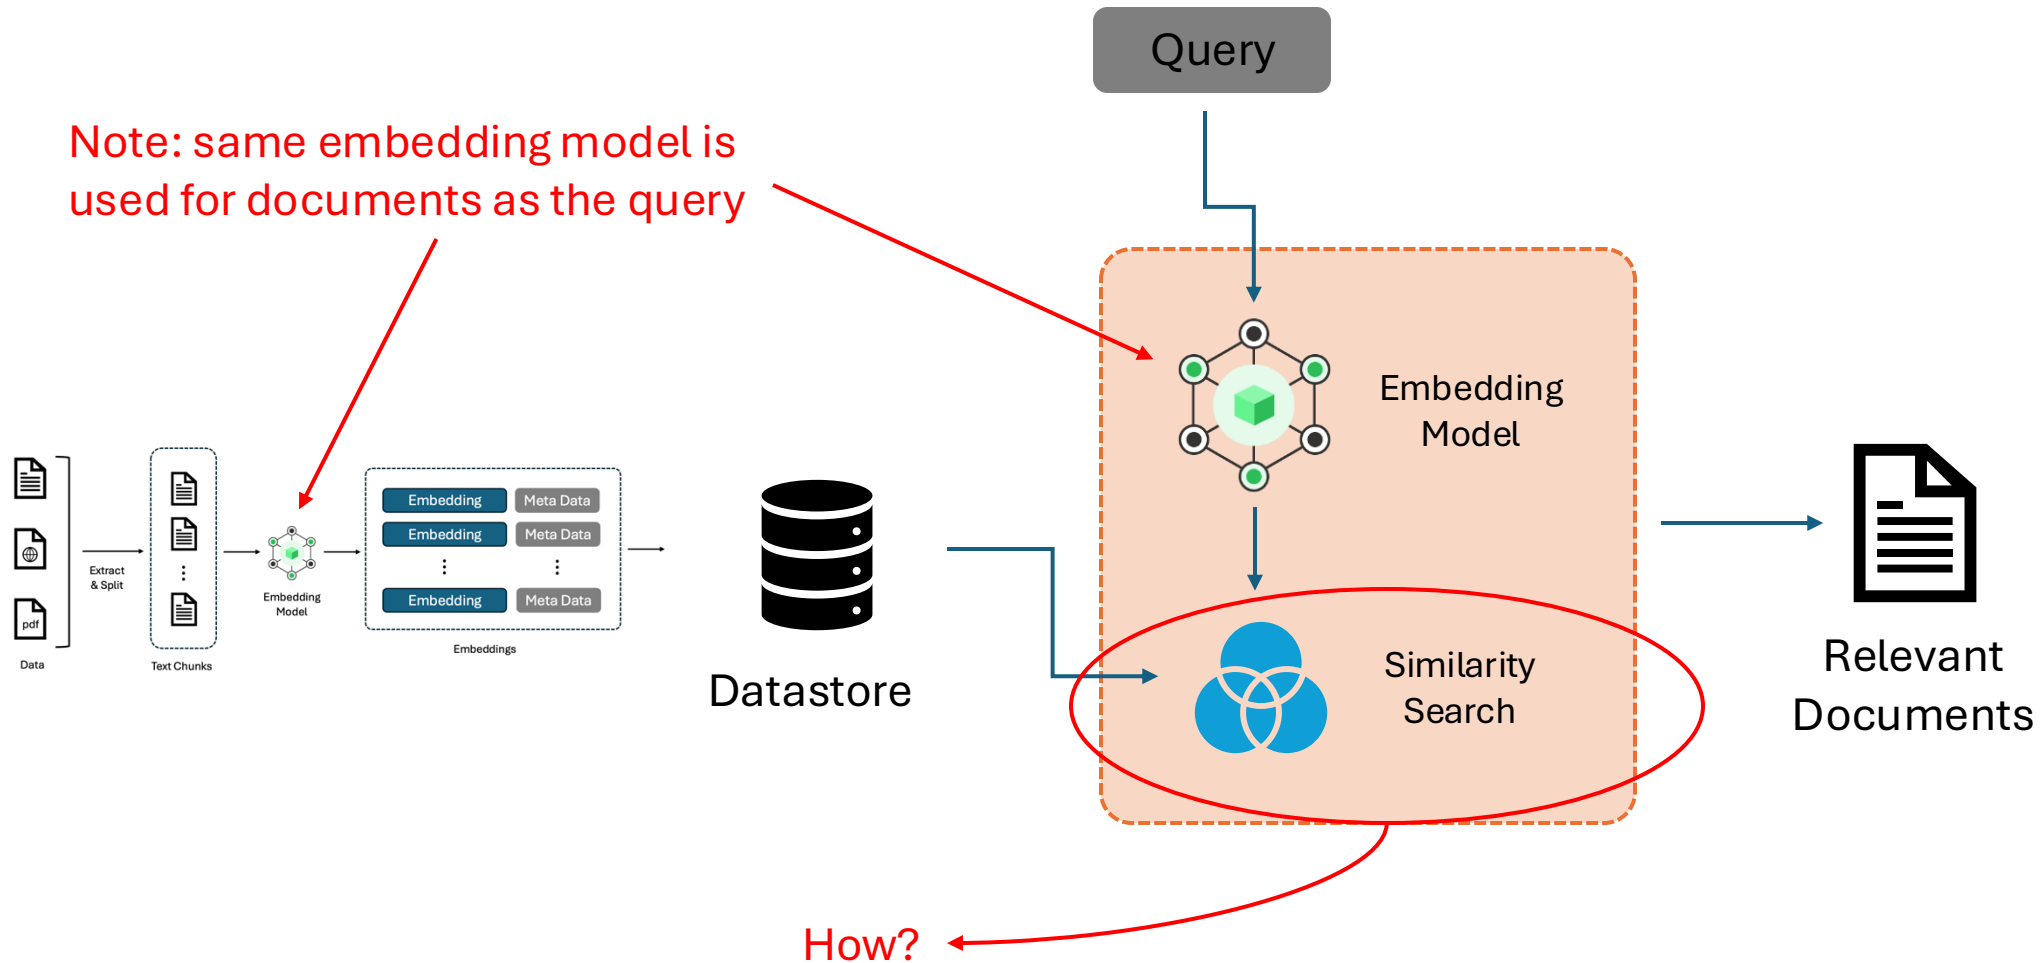 Query
Note: same embedding model is
used for documents as the query
Embedding
Model
pdf
Data
Extract
& Split
Text Chunks
Embedding
Model
Embedding
Meta Data
Embedding
Meta Data
Embedding
Meta Data
Embeddings
Datastore
Similarity
Search
Relevant
Documents
How?